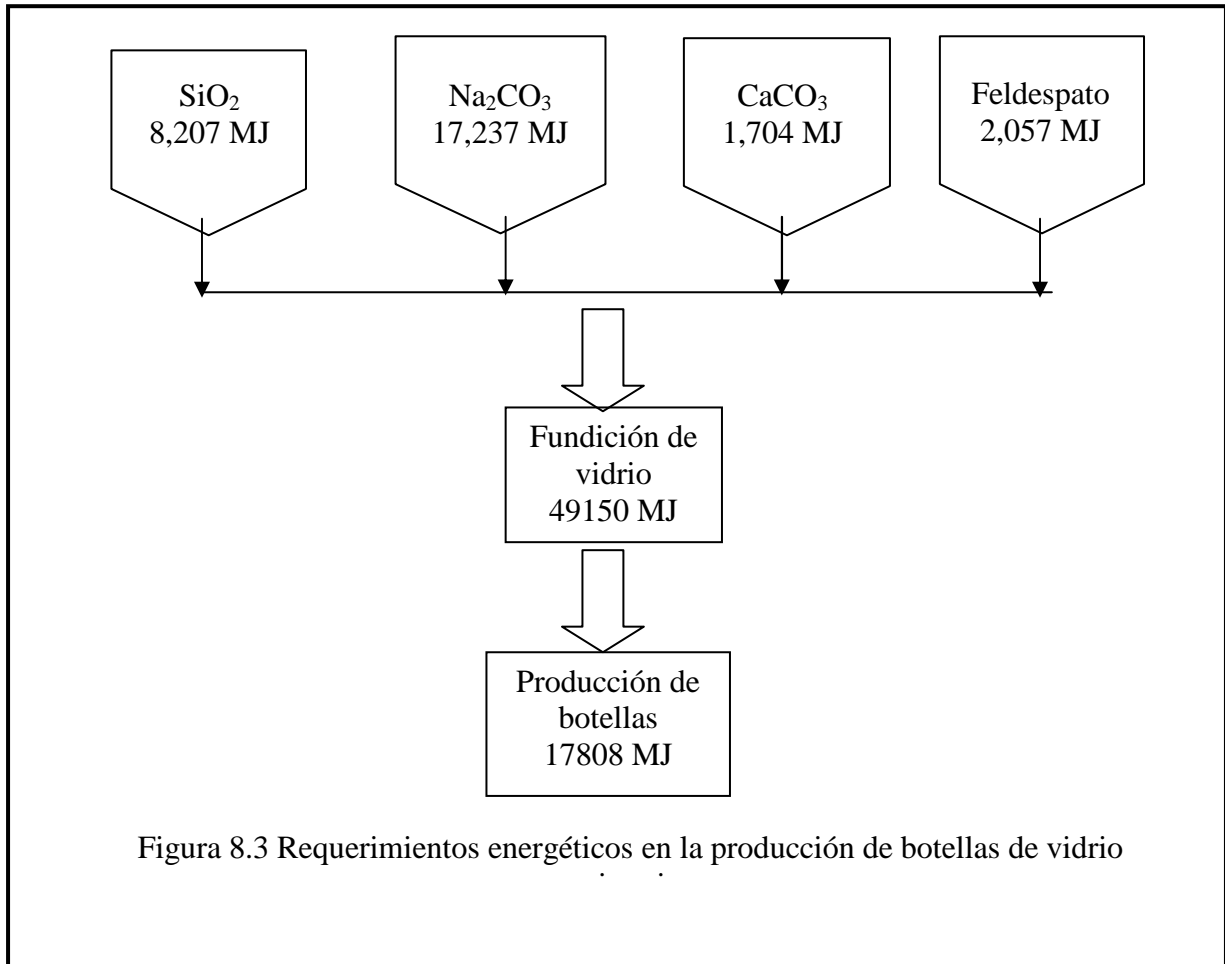 SiO₂
8,207 MJ
Na₂CO₃
17,237 MJ
CaCO₃
1,704 MJ
Feldespato
2,057 MJ
Fundición de
vidrio
49150 MJ
Producción de
botellas
17808 MJ
Figura 8.3 Requerimientos energéticos en la producción de botellas de vidrio